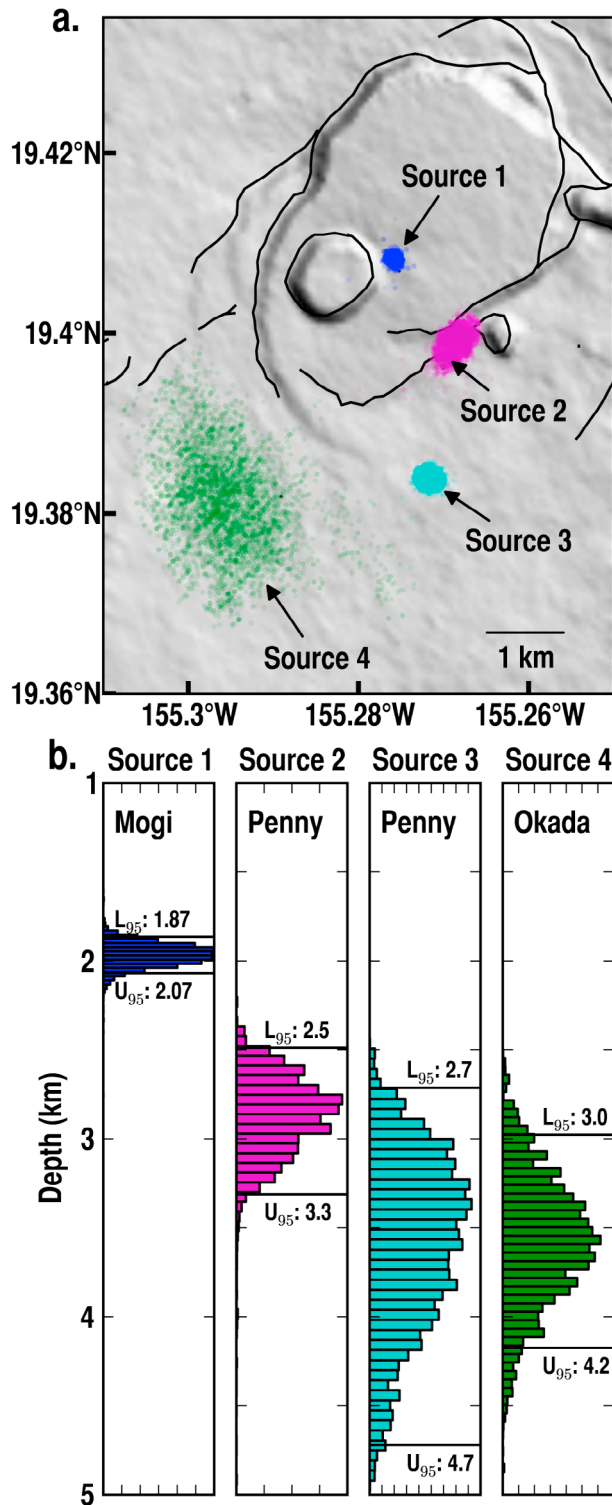 a.
19.42°N
19.4°N
19.38°N
19.36°N
Source 1
Source 2
Source 3
Source 4
1 km
155.3°W 155.28°W 155.26°W
b.
Source 1 Source 2 Source 3 Source 4
Mogi Penny Penny Okada
Depth (km)
1
2
3
4
5
L95: 1.87
U95: 2.07
L95: 2.5
U95: 3.3
L95: 2.7
U95: 4.7
L95: 3.0
U95: 4.2